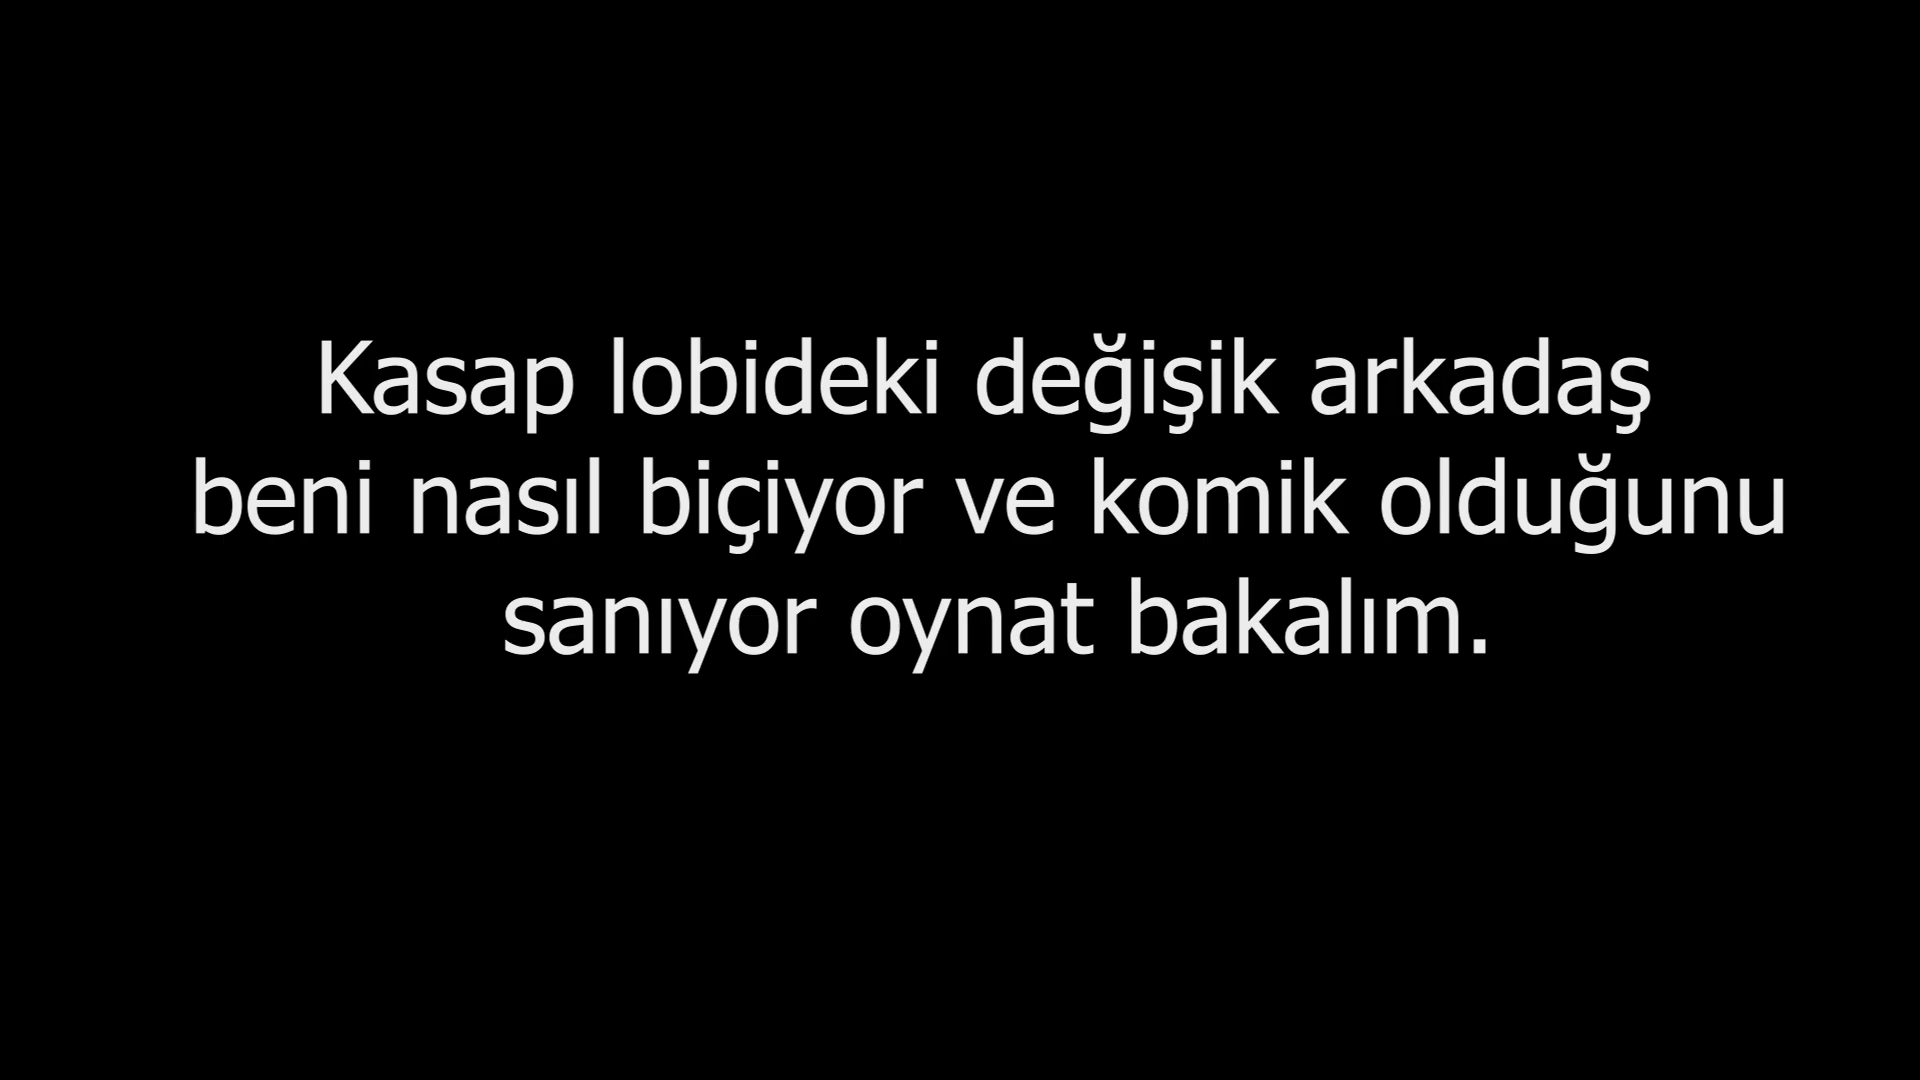 Kasap lobideki değişik arkadaş
beni nasıl biçiyor ve komik olduğunu
sanıyor oynat bakalım.